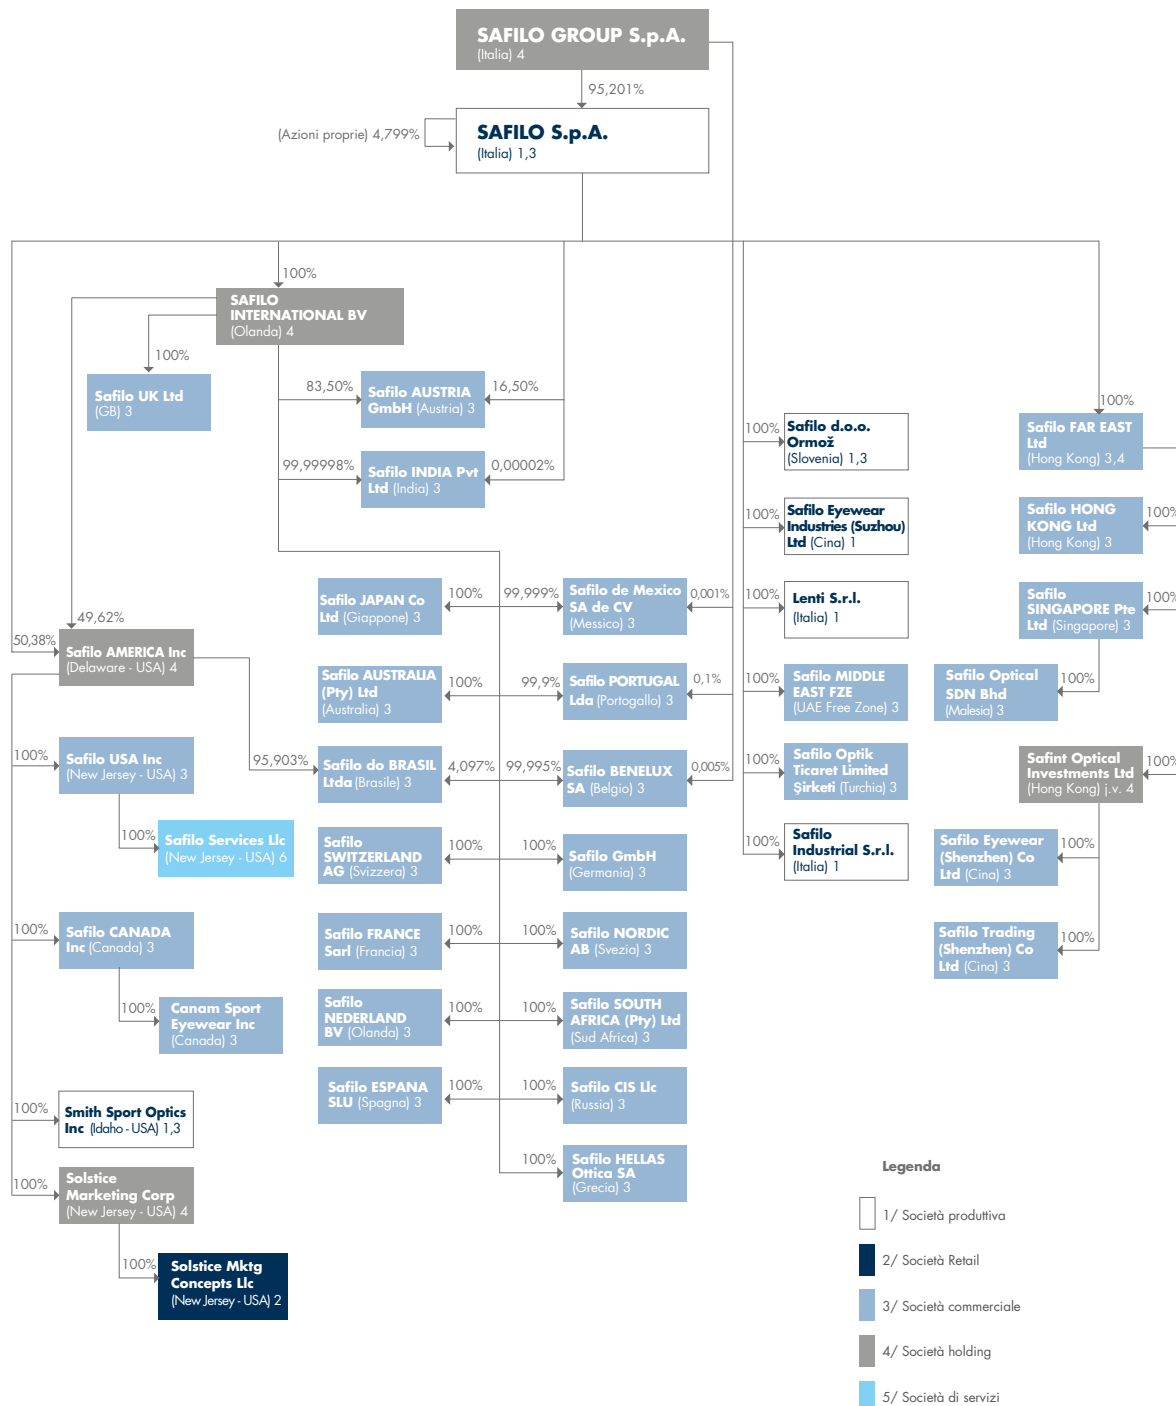 SAFILO GROUP S.p.A.
(Italia) 4
95,201%
(Azioni proprie) 4,799%
SAFILO S.p.A.
(Italia) 1,3
100%
SAFILO
INTERNATIONAL BV
(Olanda) 4
100%
Safilo UK Ltd
(GB) 3
83,50%
Safilo AUSTRIA
GmbH (Austria) 3
16,50%
99,99998%
Safilo INDIA Pvt
Ltd (India) 3
0,00002%
49,62%
50,38%
Safilo AMERICA Inc
(Delaware - USA) 4
100%
Safilo USA Inc
(New Jersey - USA) 3
100%
Safilo Services Llc
(New Jersey - USA) 6
100%
Safilo CANADA
Inc (Canada) 3
100%
Canam Sport
Eyewear Inc
(Canada) 3
100%
Smith Sport Optics
Inc (Idaho - USA) 1,3
100%
Solstice
Marketing Corp
(New Jersey - USA) 4
100%
Solstice Mktg
Concepts Llc
(New Jersey - USA) 2
Safilo JAPAN Co
Ltd (Giappone) 3
100%
99,999%
Safilo de Mexico
SA de CV
(Messico) 3
0,001%
Safilo AUSTRALIA
(Pty) Ltd
(Australia) 3
100%
99,9%
Safilo PORTUGAL
Lda (Portogallo) 3
0,1%
95,903%
Safilo do BRASIL
Ltda (Brasile) 3
4,097%
99,995%
Safilo BENELUX
SA (Belgio) 3
0,005%
Safilo
SWITZERLAND
AG (Svizzera) 3
100%
100%
Safilo GmbH
(Germania) 3
Safilo FRANCE
Sarl (Francia) 3
100%
100%
Safilo NORDIC
AB (Svezia) 3
Safilo
NEDERLAND
BV (Olanda) 3
100%
100%
Safilo SOUTH
AFRICA (Pty) Ltd
(Sud Africa) 3
Safilo ESPANA
SLU (Spagna) 3
100%
100%
Safilo CIS Llc
(Russia) 3
100%
Safilo HELLAS
Ottica SA
(Grecia) 3
100%
Safilo d.o.o.
Ormož
(Slovenia) 1,3
100%
Safilo Eyewear
Industries (Suzhou)
Ltd (Cina) 1
100%
Lenti S.r.l.
(Italia) 1
100%
Safilo MIDDLE
EAST FZE
(UAE Free Zone) 3
100%
Safilo Optik
Ticaret Limited
Şirketi (Turchia) 3
100%
Safilo
Industrial S.r.l.
(Italia) 1
100%
Safilo FAR EAST
Ltd
(Hong Kong) 3,4
Safilo HONG
KONG Ltd
(Hong Kong) 3
100%
Safilo
SINGAPORE Pte
Ltd (Singapore) 3
100%
Safilo Optical
SDN Bhd
(Malesia) 3
100%
Safint Optical
Investments Ltd
(Hong Kong) j.v. 4
100%
Safilo Eyewear
(Shenzhen) Co
Ltd (Cina) 3
100%
Safilo Trading
(Shenzhen) Co
Ltd (Cina) 3
100%
Legenda
1/ Società produttiva
2/ Società Retail
3/ Società commerciale
4/ Società holding
5/ Società di servizi